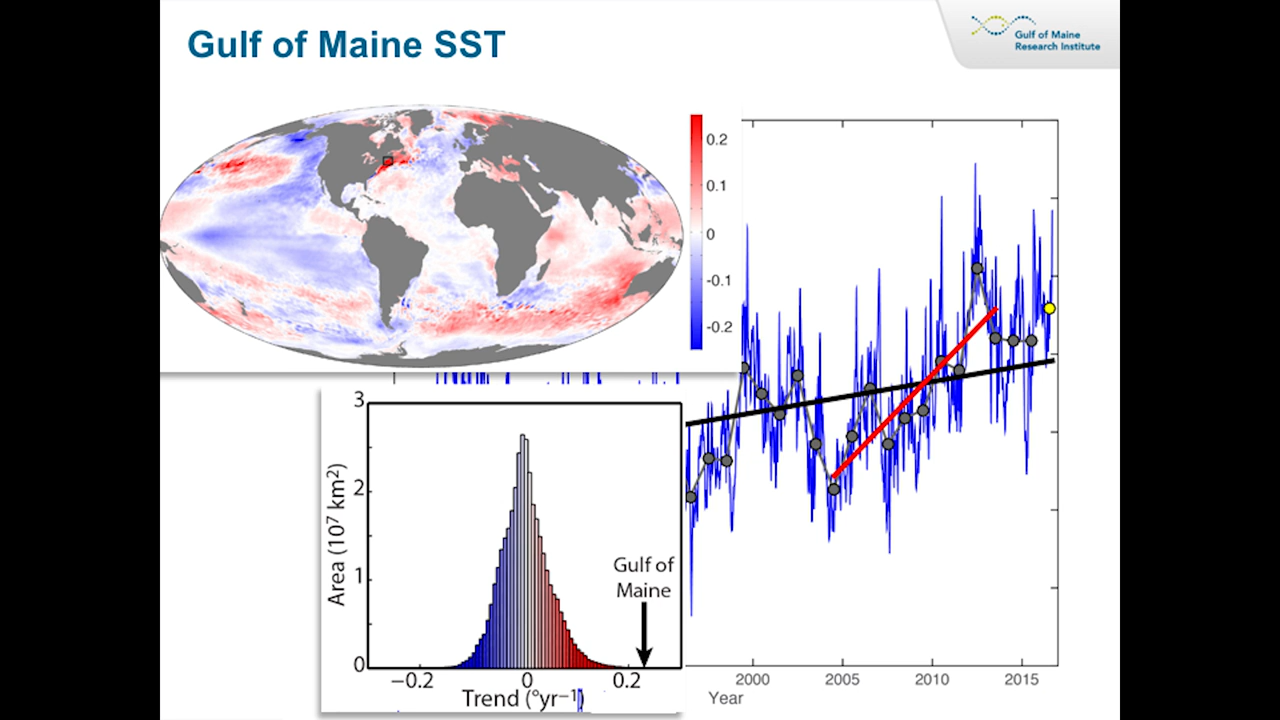 Gulf of Maine SST
Gulf of Maine
Research Institute
0.2
0.1
0
-0.1
-0.2
3
2
1
0
Area (10⁷ km²)
Gulf of
Maine
−0.2
0
0.2
Trend (°yr⁻¹)
2000
2005
2010
2015
Year